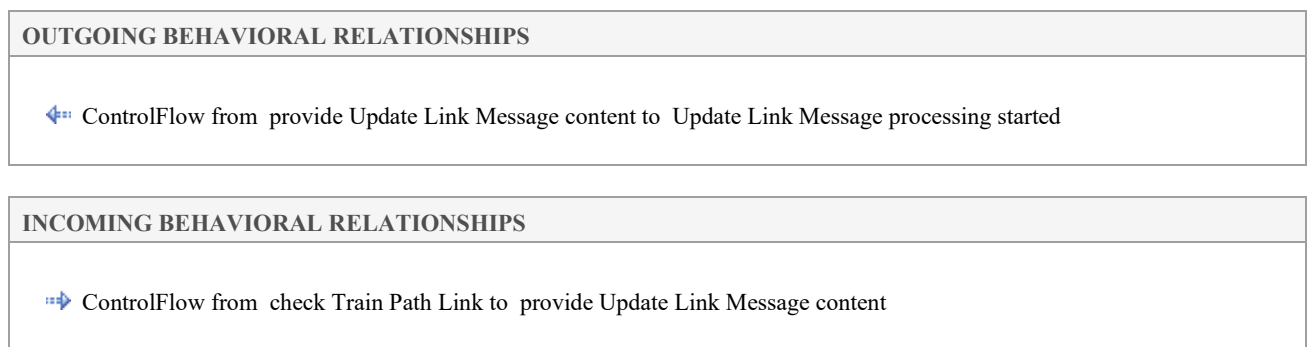 OUTGOING BEHAVIORAL RELATIONSHIPS
ControlFlow from  provide Update Link Message content to  Update Link Message processing started
INCOMING BEHAVIORAL RELATIONSHIPS
ControlFlow from  check Train Path Link to  provide Update Link Message content